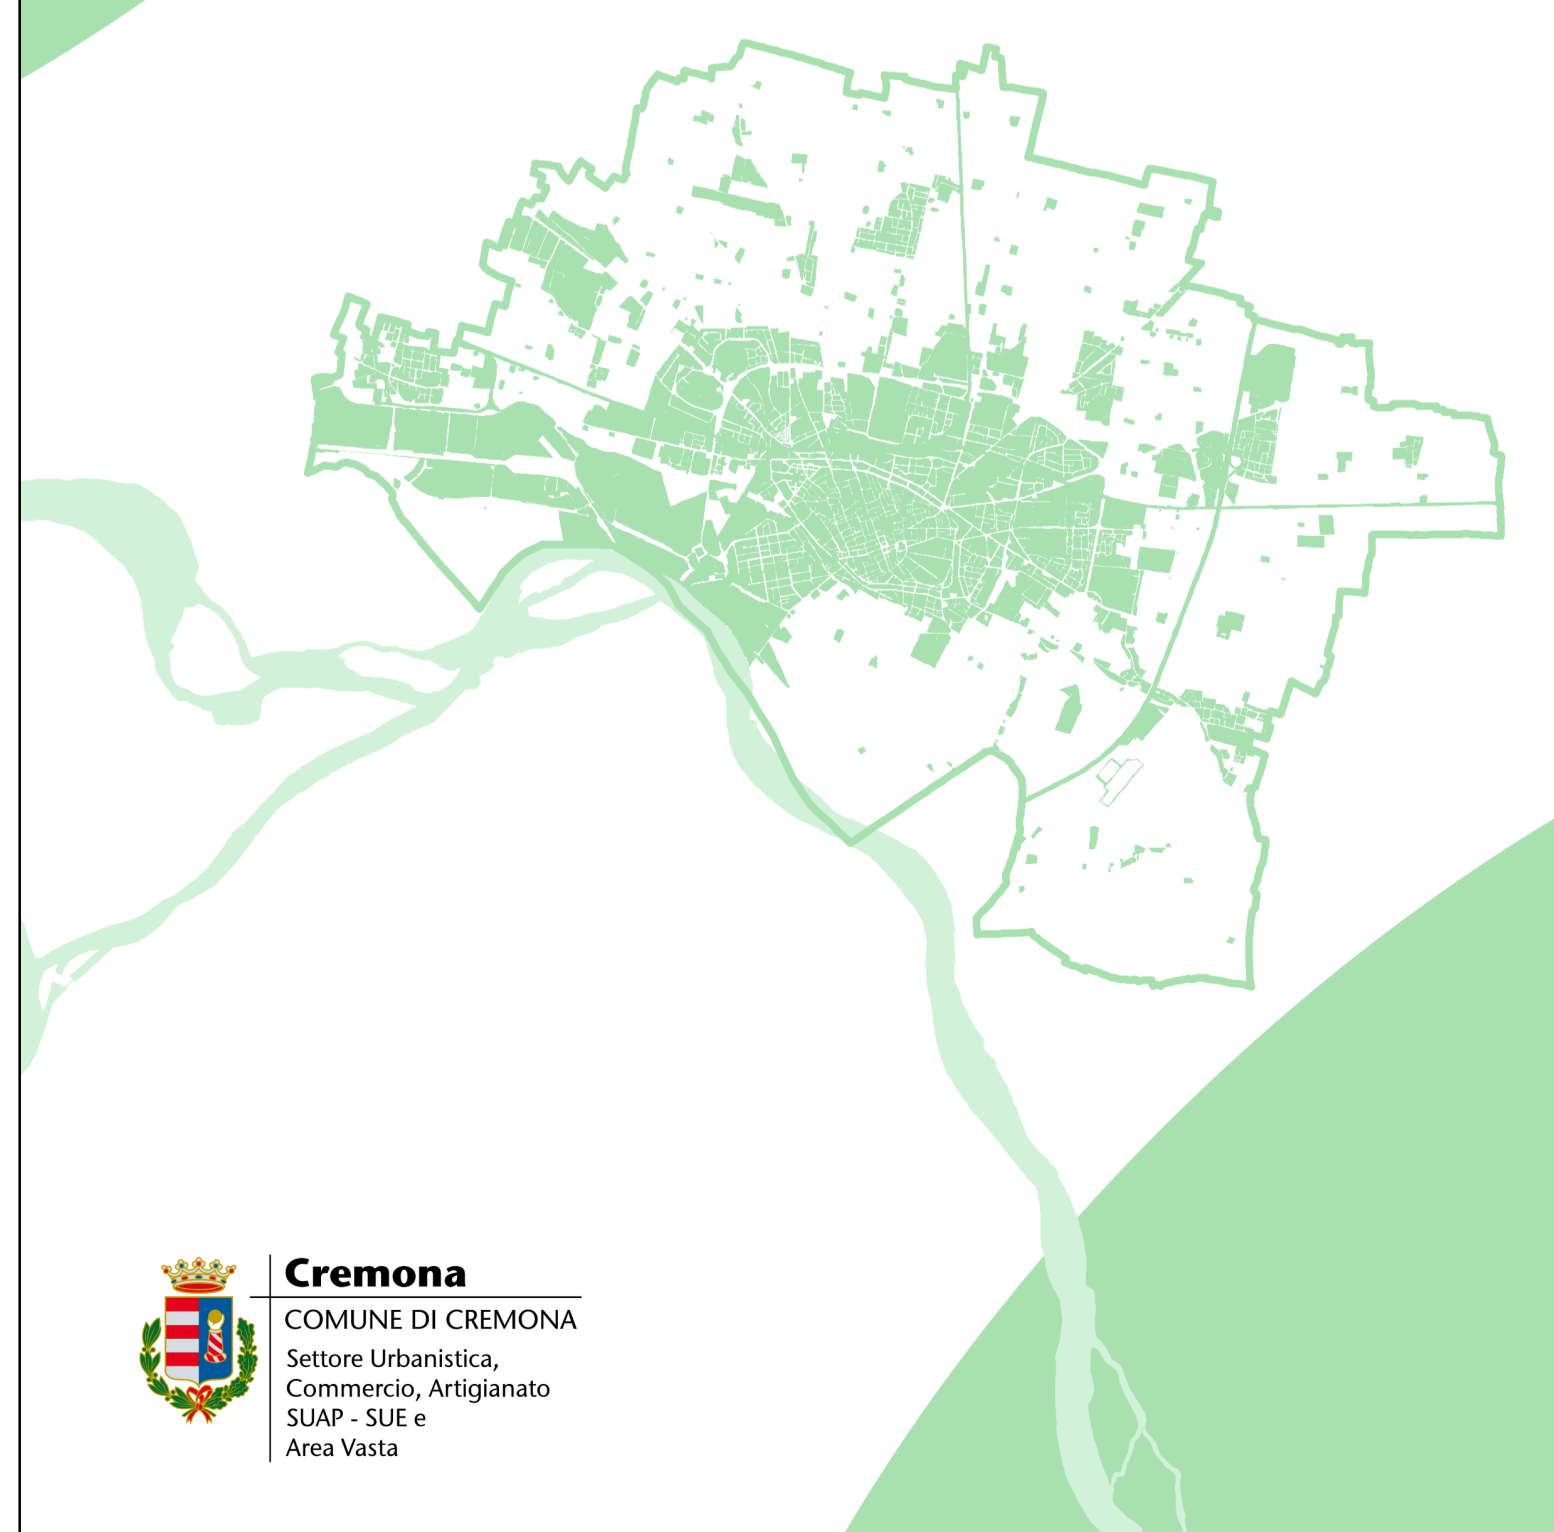 Cremona
COMUNE DI CREMONA
Settore Urbanistica,
Commercio, Artigianato
SUAP - SUE e
Area Vasta